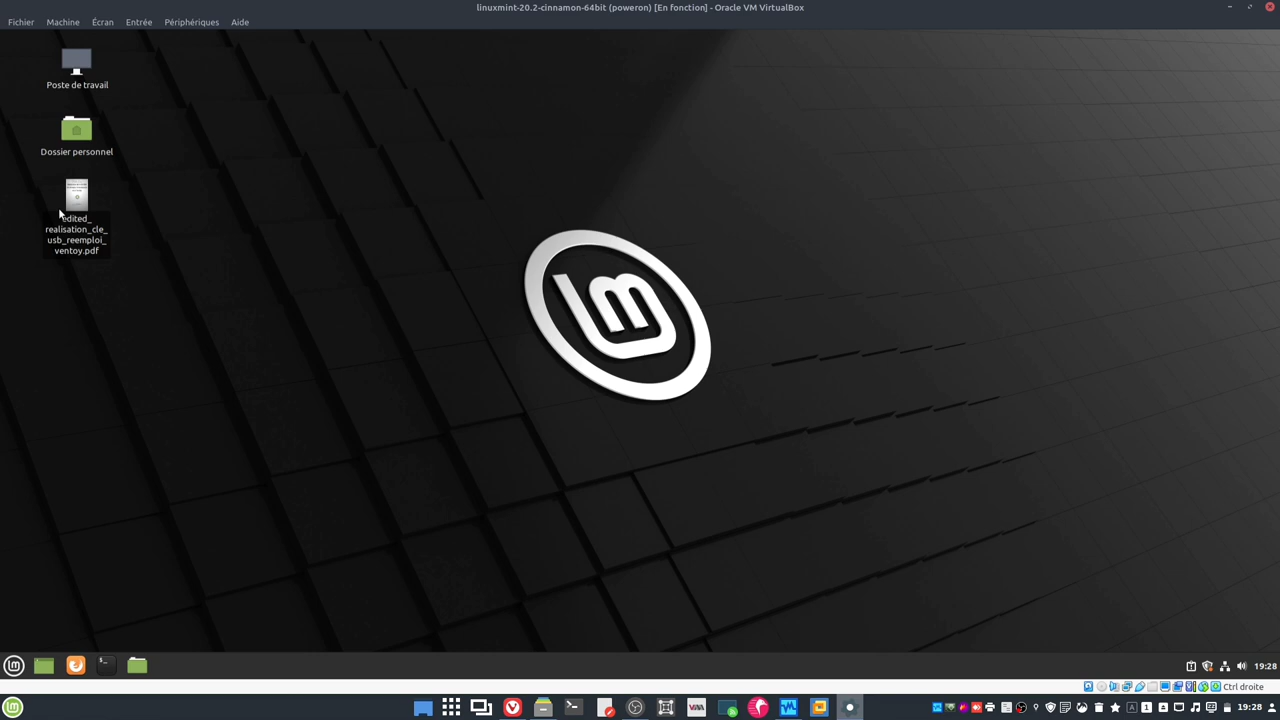 linuxmint-20.2-cinnamon-64bit (poweron) [En fonction] - Oracle VM VirtualBox
Fichier Machine Écran Entrée Périphériques Aide
Poste de travail
Dossier personnel
edited_
realisation_cle_
usb_reemploi_
ventoy.pdf
19:28
Ctrl droite
19:28